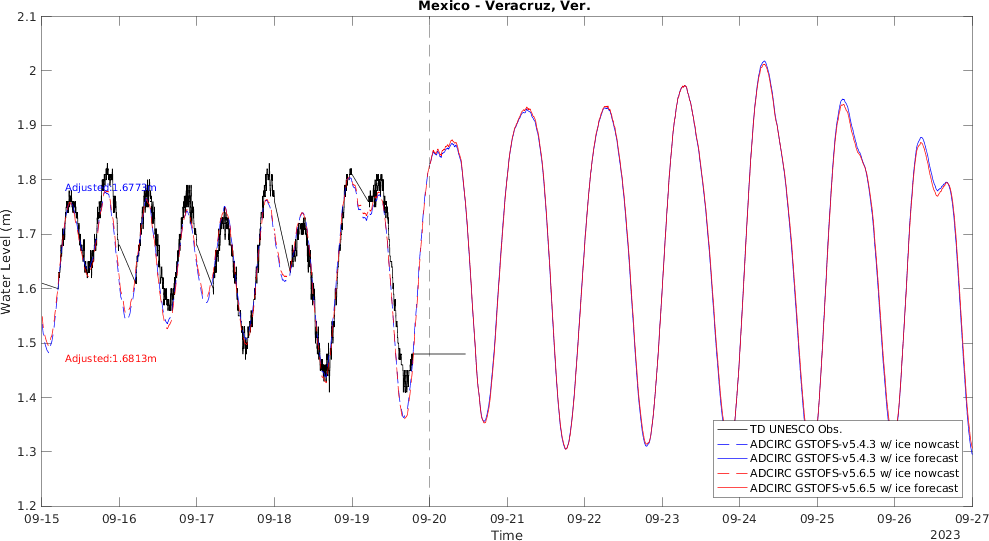 Mexico - Veracruz, Ver.
2.1
2
1.9
1.8
1.7
1.6
1.5
1.4
1.3
1.2
Water Level (m)
Adjusted:1.6773m
Adjusted:1.6813m
TD UNESCO Obs.
ADCIRC GSTOFS-v5.4.3 w/ ice nowcast
ADCIRC GSTOFS-v5.4.3 w/ ice forecast
ADCIRC GSTOFS-v5.6.5 w/ ice nowcast
ADCIRC GSTOFS-v5.6.5 w/ ice forecast
09-15 09-16 09-17 09-18 09-19 09-20 09-21 09-22 09-23 09-24 09-25 09-26 09-27
Time
2023